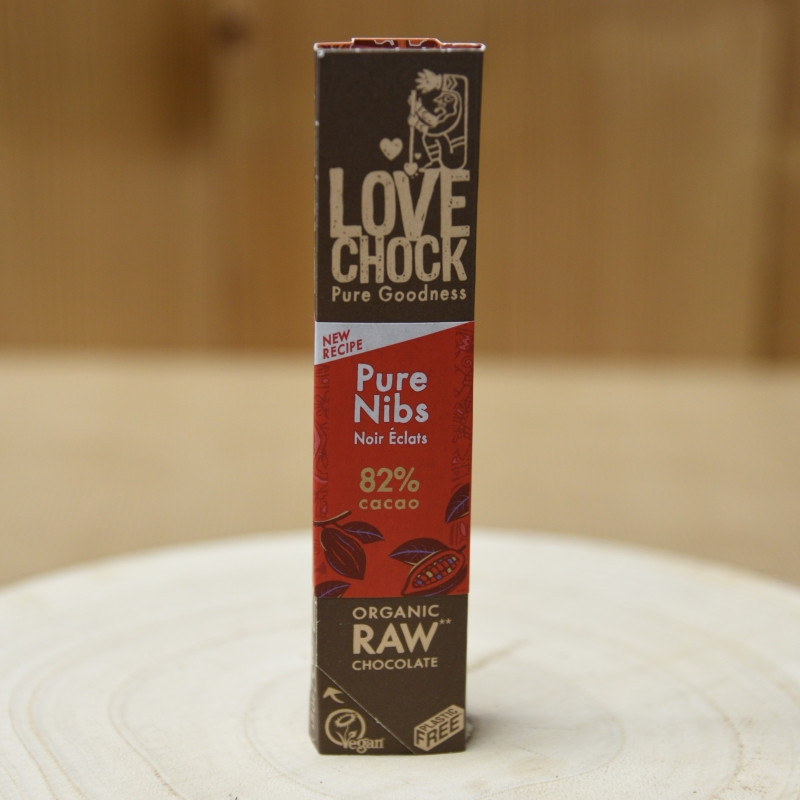 LOVE
CHOCK
Pure Goodness
NEW
RECIPE
Pure
Nibs
Noir Éclats
82%
cacao
ORGANIC
RAW**
CHOCOLATE
Vegan
PLASTIC
FREE